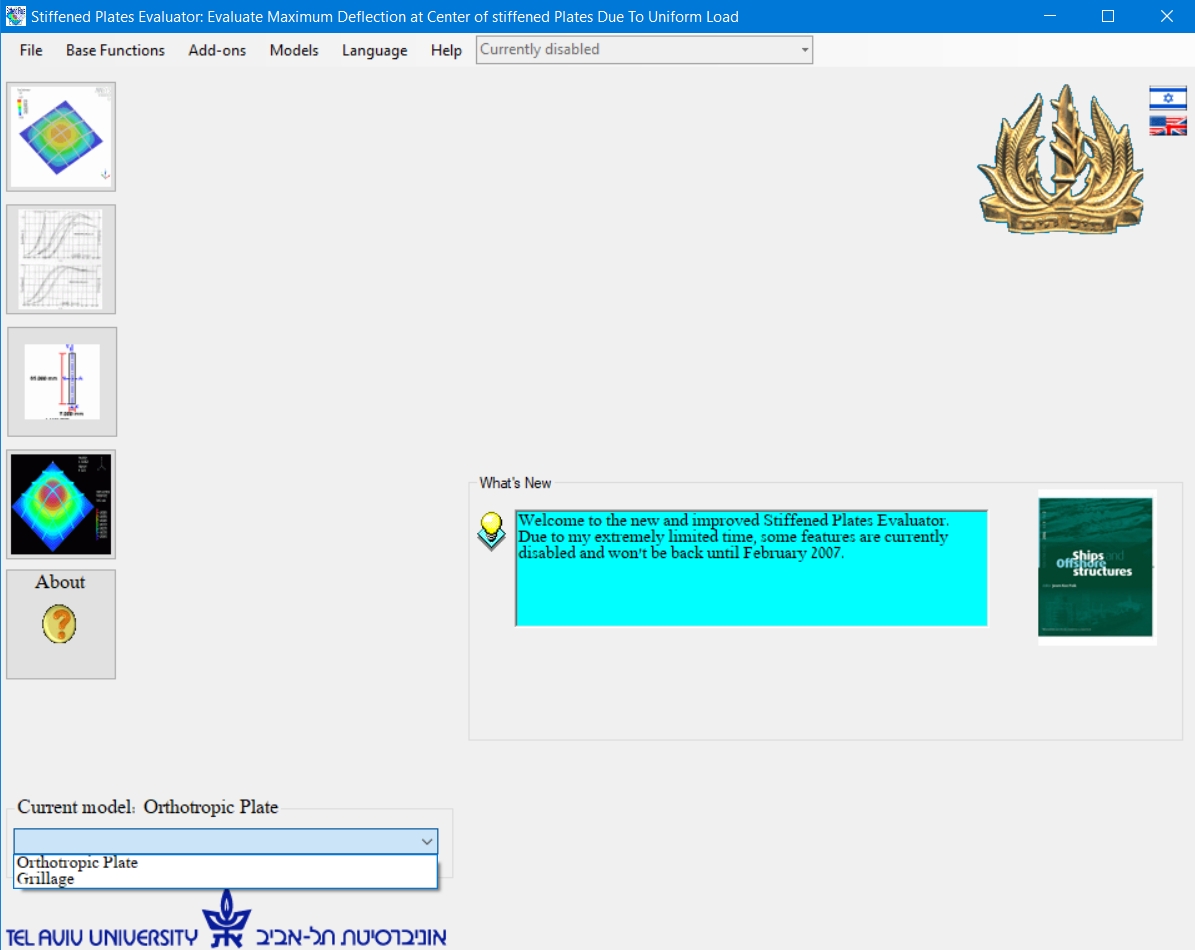 Stiffened Plates Evaluator: Evaluate Maximum Deflection at Center of stiffened Plates Due To Uniform Load
File Base Functions Add-ons Models Language Help Currently disabled
What's New
Welcome to the new and improved Stiffened Plates Evaluator.
Due to my extremely limited time, some features are currently
disabled and won't be back until February 2007.
Ships and
Offshore
structures
About
Current model: Orthotropic Plate
Orthotropic Plate
Grillage
TEL AVIV UNIVERSITY אוניברסיטת תל-אביב